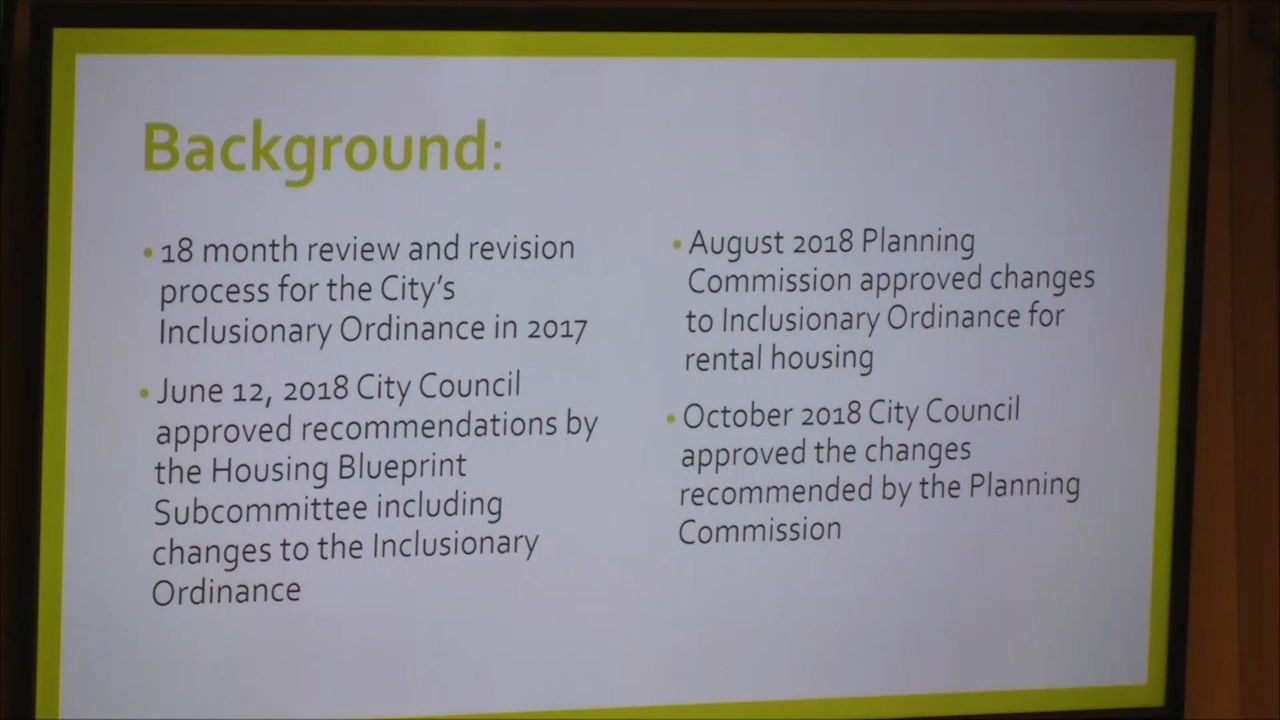 Background:
• 18 month review and revision
process for the City's
Inclusionary Ordinance in 2017
• June 12, 2018 City Council
approved recommendations by
the Housing Blueprint
Subcommittee including
changes to the Inclusionary
Ordinance
• August 2018 Planning
Commission approved changes
to Inclusionary Ordinance for
rental housing
• October 2018 City Council
approved the changes
recommended by the Planning
Commission